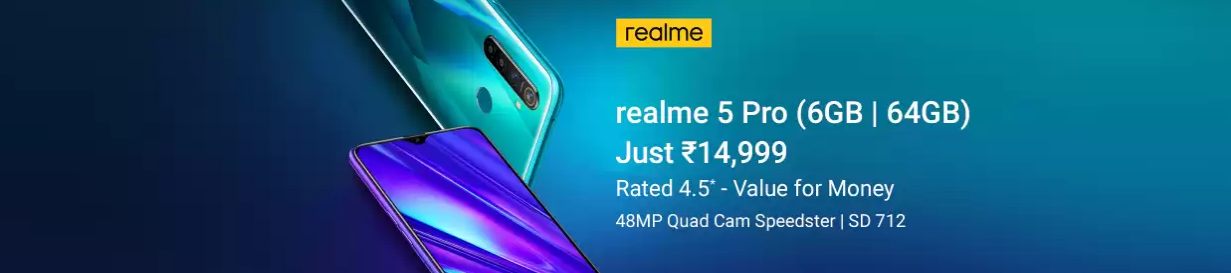 realme
realme 5 Pro (6GB | 64GB)
Just ₹14,999
Rated 4.5* - Value for Money
48MP Quad Cam Speedster | SD 712